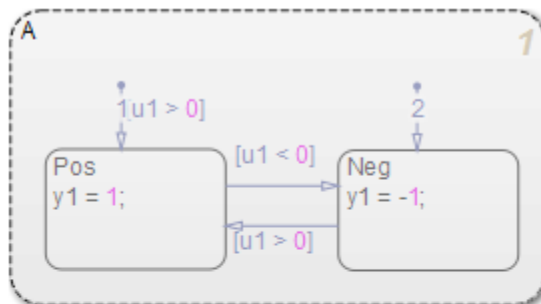 A
1
1[u1 > 0]
2
[u1 < 0]
Pos
y1 = 1;
Neg
y1 = -1;
[u1 > 0]